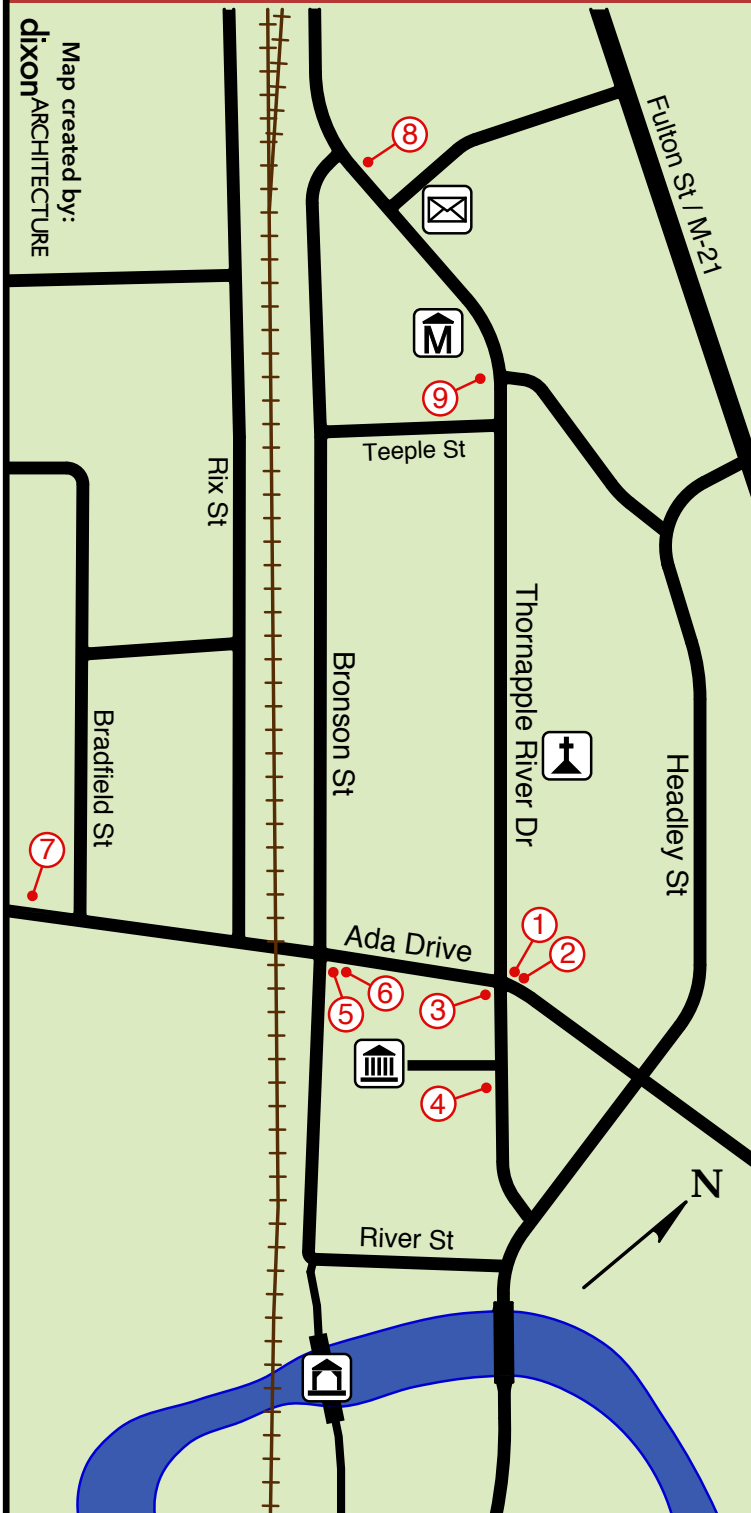 Map created by:
dixonARCHITECTURE
Fulton St / M-21
8
M
9
Teeple St
Rix St
Thornapple River Dr
Bronson St
Headley St
Bradfield St
7
1
2
Ada Drive
6
5
3
4
N
River St